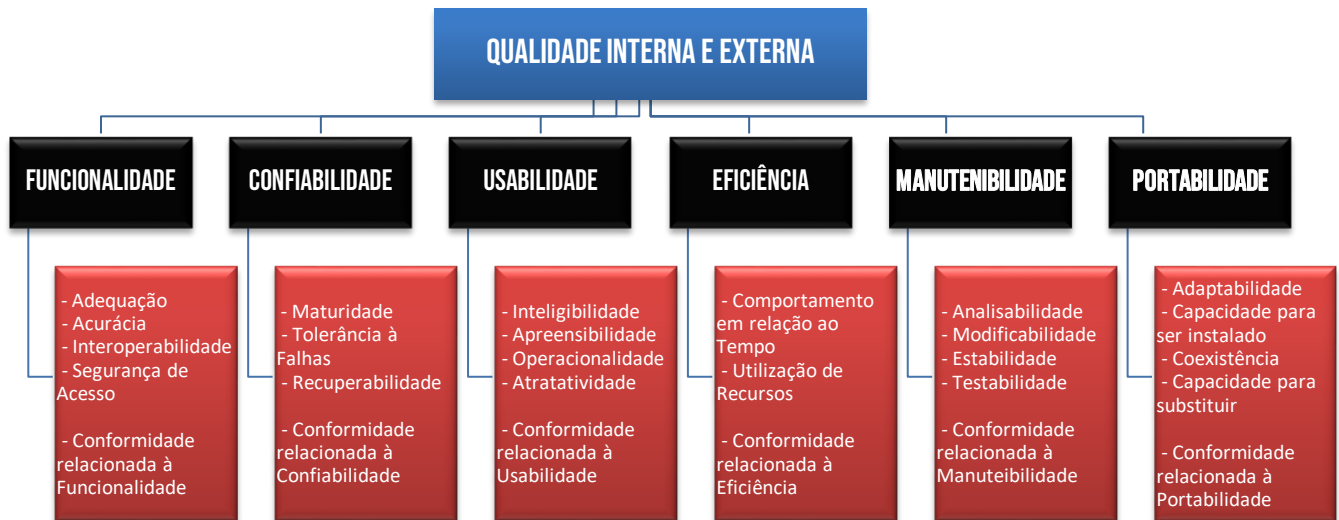 QUALIDADE INTERNA E EXTERNA
FUNCIONALIDADE
CONFIABILIDADE
USABILIDADE
EFICIÊNCIA
MANUTENIBILIDADE
PORTABILIDADE
- Adequação
- Acurácia
- Interoperabilidade
- Segurança de
Acesso
- Conformidade
relacionada à
Funcionalidade
- Maturidade
- Tolerância à
Falhas
- Recuperabilidade
- Conformidade
relacionada à
Confiabilidade
- Inteligibilidade
- Apreensibilidade
- Operacionalidade
- Atratatividade
- Conformidade
relacionada à
Usabilidade
- Comportamento
em relação ao
Tempo
- Utilização de
Recursos
- Conformidade
relacionada à
Eficiência
- Analisabilidade
- Modificabilidade
- Estabilidade
- Testabilidade
- Conformidade
relacionada à
Manuteibilidade
- Adaptabilidade
- Capacidade para
ser instalado
- Coexistência
- Capacidade para
substituir
- Conformidade
relacionada à
Portabilidade